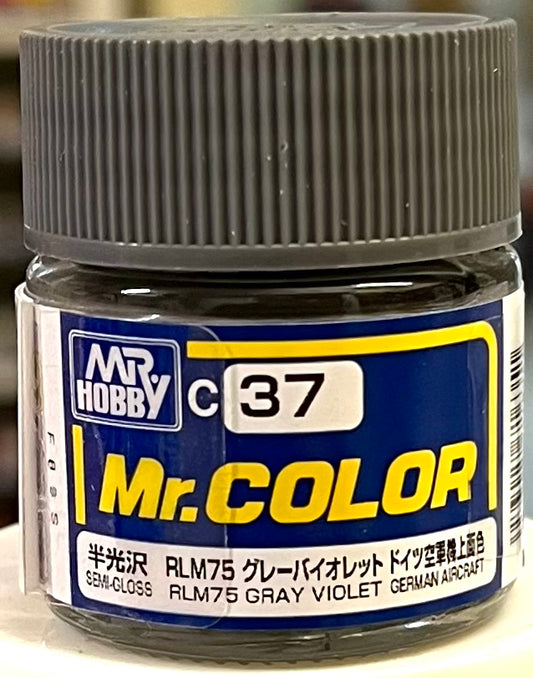 MR
HOBBY
C 37
Mr.COLOR
半光沢 RLM75 グレーバイオレット ドイツ空軍機上面色
SEMI-GLOSS RLM75 GRAY VIOLET GERMAN AIRCRAFT